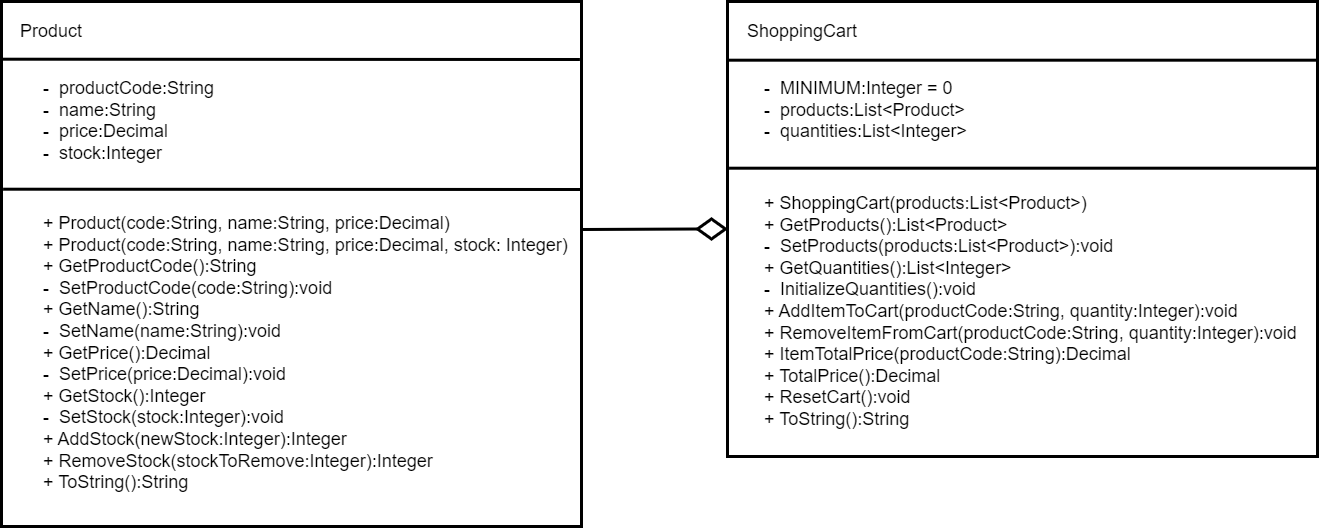 Product
- productCode:String
- name:String
- price:Decimal
- stock:Integer
+ Product(code:String, name:String, price:Decimal)
+ Product(code:String, name:String, price:Decimal, stock: Integer)
+ GetProductCode():String
- SetProductCode(code:String):void
+ GetName():String
- SetName(name:String):void
+ GetPrice():Decimal
- SetPrice(price:Decimal):void
+ GetStock():Integer
- SetStock(stock:Integer):void
+ AddStock(newStock:Integer):Integer
+ RemoveStock(stockToRemove:Integer):Integer
+ ToString():String
ShoppingCart
- MINIMUM:Integer = 0
- products:List<Product>
- quantities:List<Integer>
+ ShoppingCart(products:List<Product>)
+ GetProducts():List<Product>
- SetProducts(products:List<Product>):void
+ GetQuantities():List<Integer>
- InitializeQuantities():void
+ AddItemToCart(productCode:String, quantity:Integer):void
+ RemoveItemFromCart(productCode:String, quantity:Integer):void
+ ItemTotalPrice(productCode:String):Decimal
+ TotalPrice():Decimal
+ ResetCart():void
+ ToString():String